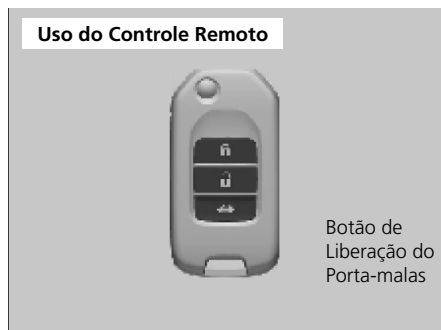 Uso do Controle Remoto
Botão de
Liberação do
Porta-malas